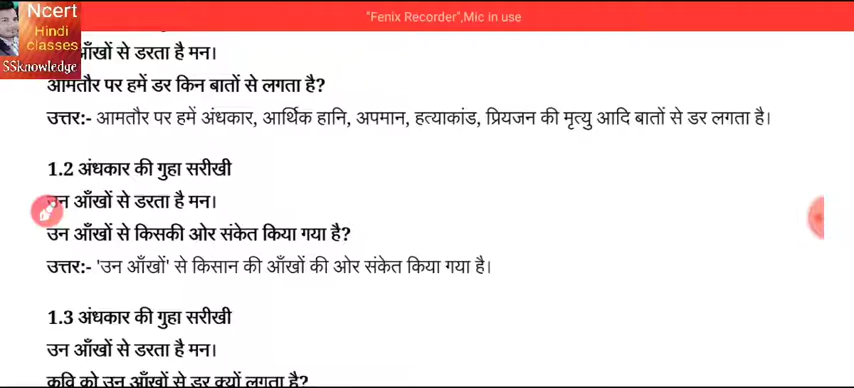 "Fenix Recorder",Mic in use
Ncert
Hindi
classes
SSknowledge
आँखों से डरता है मन।
आमतौर पर हमें डर किन बातों से लगता है?
उत्तर:- आमतौर पर हमें अंधकार, आर्थिक हानि, अपमान, हत्याकांड, प्रियजन की मृत्यु आदि बातों से डर लगता है।
1.2 अंधकार की गुहा सरीखी
उन आँखों से डरता है मन।
उन आँखों से किसकी ओर संकेत किया गया है?
उत्तर:- 'उन आँखों' से किसान की आँखों की ओर संकेत किया गया है।
1.3 अंधकार की गुहा सरीखी
उन आँखों से डरता है मन।
कवि को उन आँखों से डर क्यों लगता है?